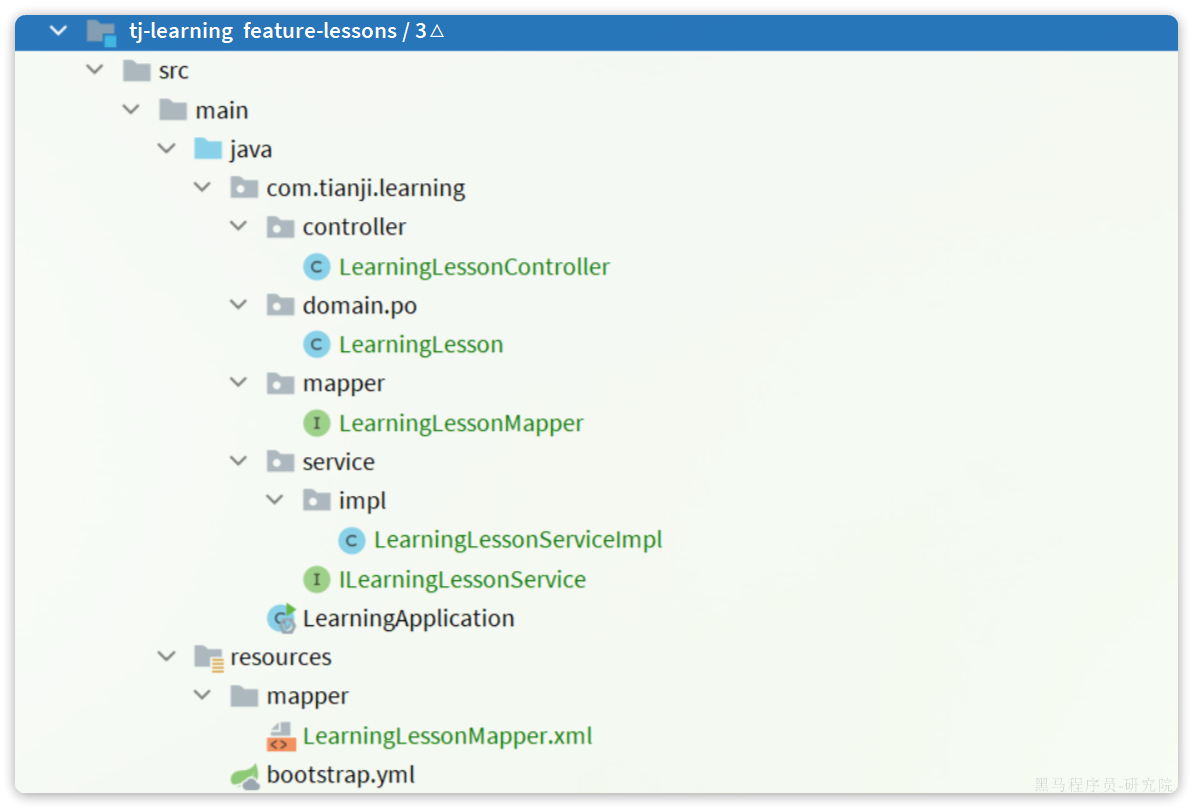 tj-learning feature-lessons / 3△
src
main
java
com.tianji.learning
controller
C LearningLessonController
domain.po
C LearningLesson
mapper
I LearningLessonMapper
service
impl
C LearningLessonServiceImpl
I ILearningLessonService
C LearningApplication
resources
mapper
<> LearningLessonMapper.xml
bootstrap.yml
黑马程序员-研究院